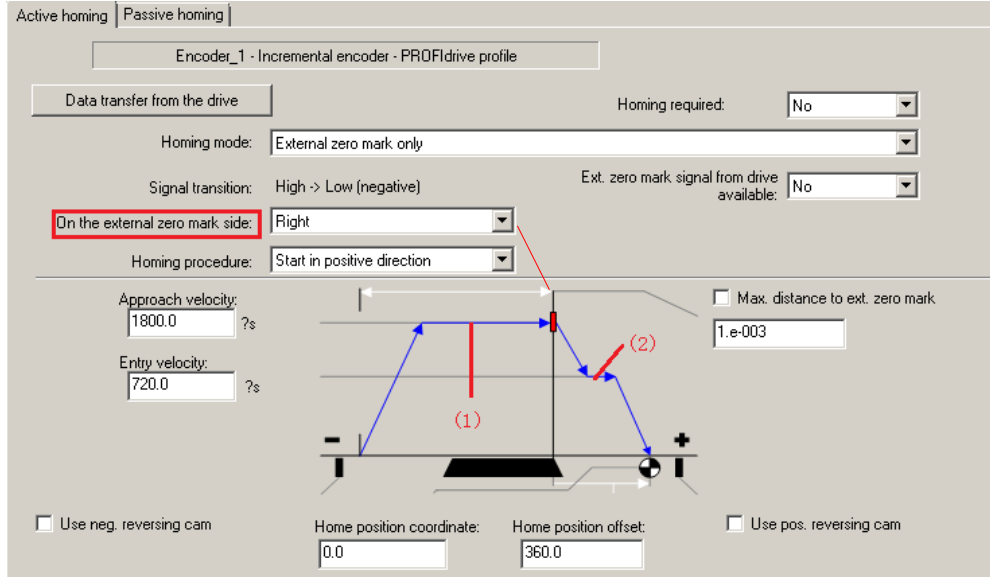 Active homing Passive homing
Encoder_1 - Incremental encoder - PROFIdrive profile
Data transfer from the drive
Homing required: No
Homing mode: External zero mark only
Signal transition: High -> Low (negative)
Ext. zero mark signal from drive
available: No
On the external zero mark side: Right
Homing procedure: Start in positive direction
Approach velocity:
1800.0 ?s
Max. distance to ext. zero mark
1.e-003
Entry velocity:
720.0 ?s
(2)
(1)
- +
Use neg. reversing cam
Home position coordinate:
0.0
Home position offset:
360.0
Use pos. reversing cam